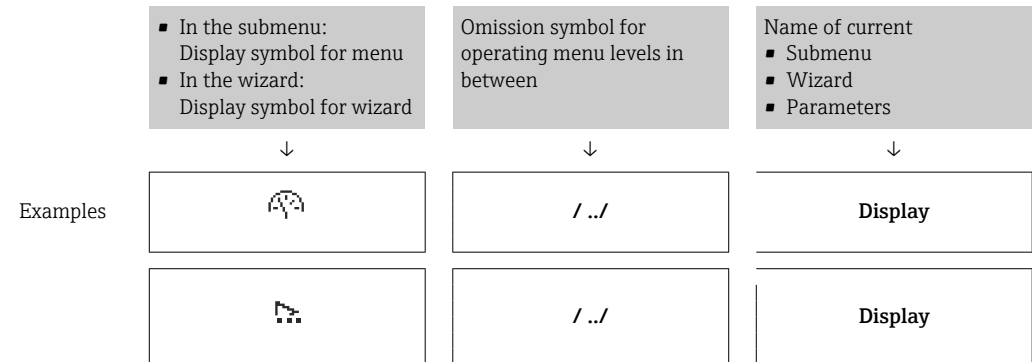 ▪ In the submenu:
Display symbol for menu
▪ In the wizard:
Display symbol for wizard
Omission symbol for
operating menu levels in
between
Name of current
▪ Submenu
▪ Wizard
▪ Parameters
↓ ↓ ↓
Examples / ../ Display
/ ../ Display